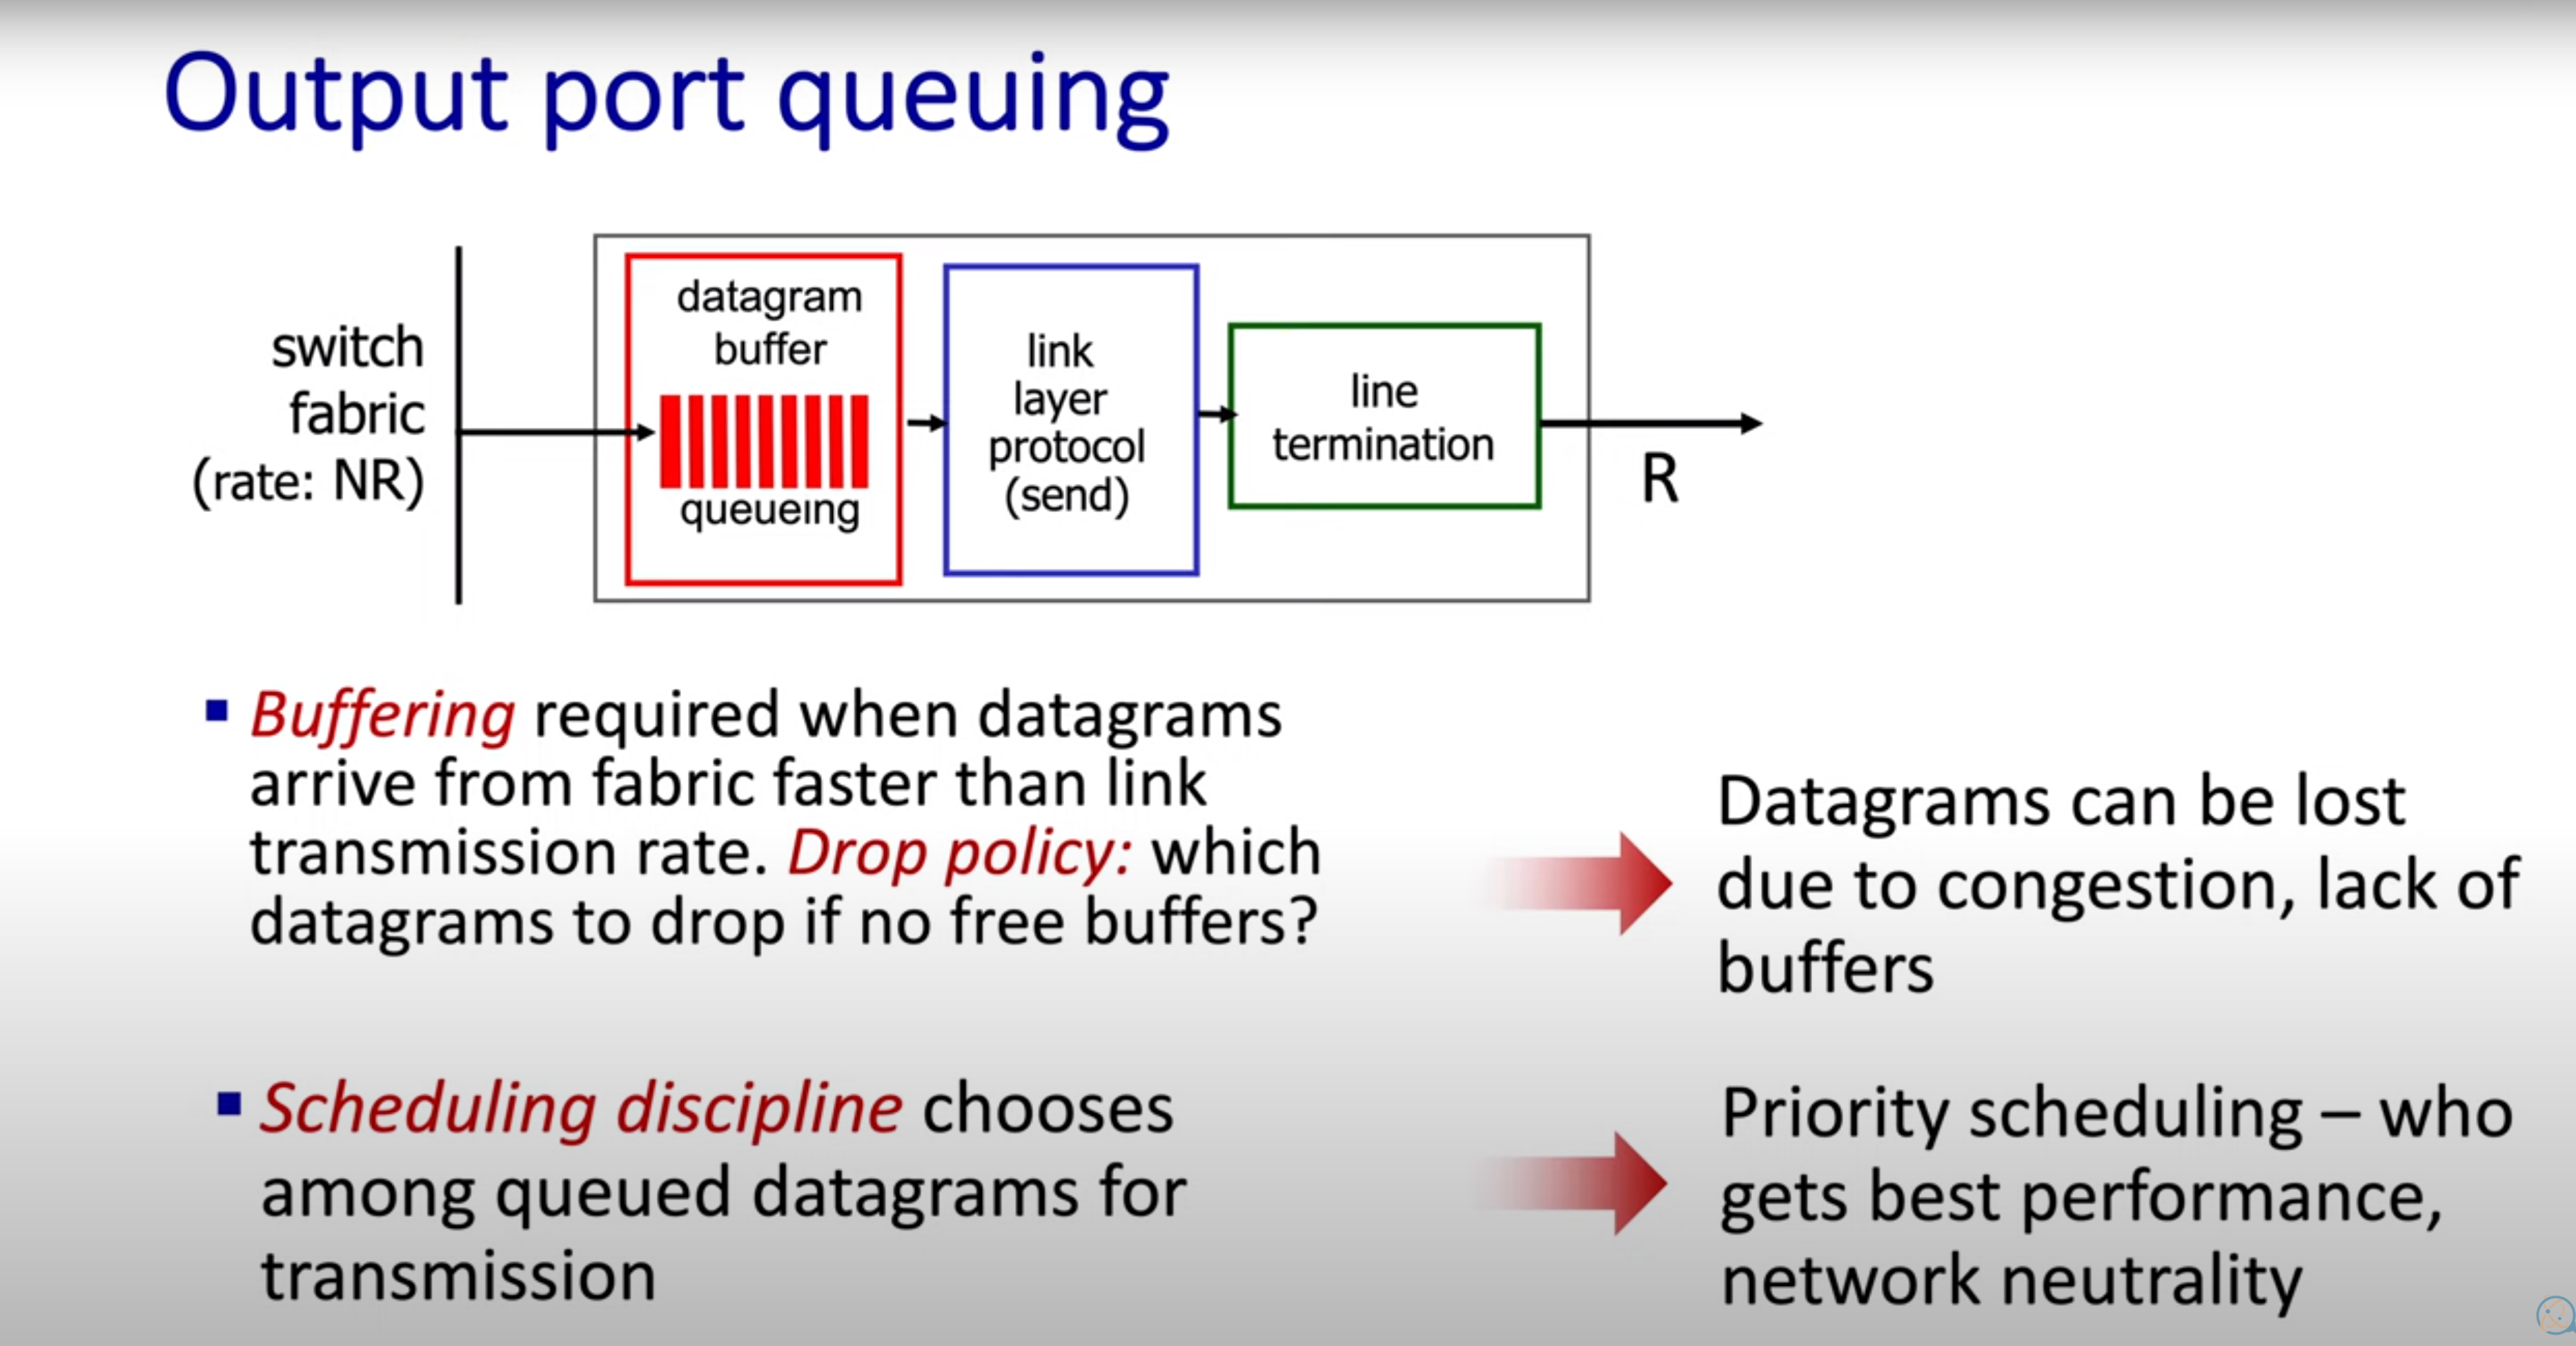 Output port queuing
switch
fabric
(rate: NR)
datagram
buffer
queueing
link
layer
protocol
(send)
line
termination
R
Buffering required when datagrams
arrive from fabric faster than link
transmission rate. Drop policy: which
datagrams to drop if no free buffers?
Datagrams can be lost
due to congestion, lack of
buffers
Scheduling discipline chooses
among queued datagrams for
transmission
Priority scheduling – who
gets best performance,
network neutrality